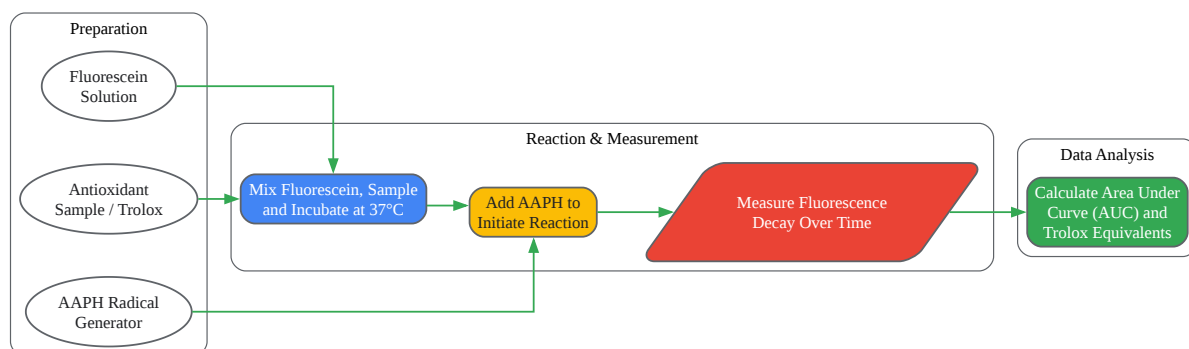 Preparation
Fluorescein
Solution
Antioxidant
Sample / Trolox
AAPH Radical
Generator
Reaction & Measurement
Mix Fluorescein, Sample
and Incubate at 37°C
Add AAPH to
Initiate Reaction
Measure Fluorescence
Decay Over Time
Data Analysis
Calculate Area Under
Curve (AUC) and
Trolox Equivalents